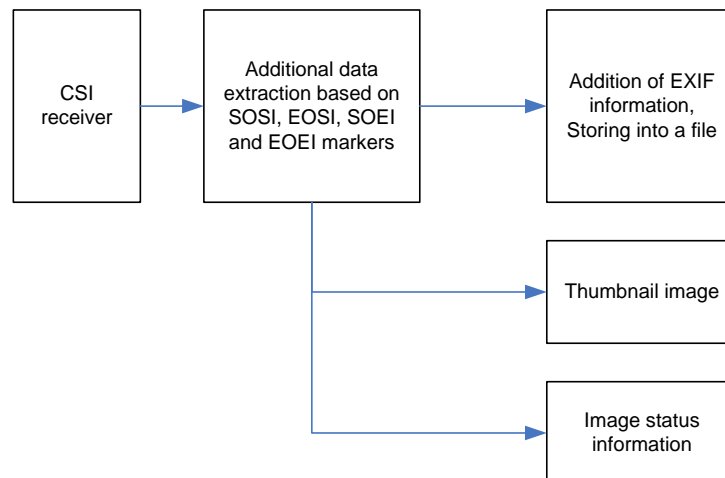 CSI
receiver
Additional data
extraction based on
SOSI, EOSI, SOEI
and EOEI markers
Addition of EXIF
information,
Storing into a file
Thumbnail image
Image status
information